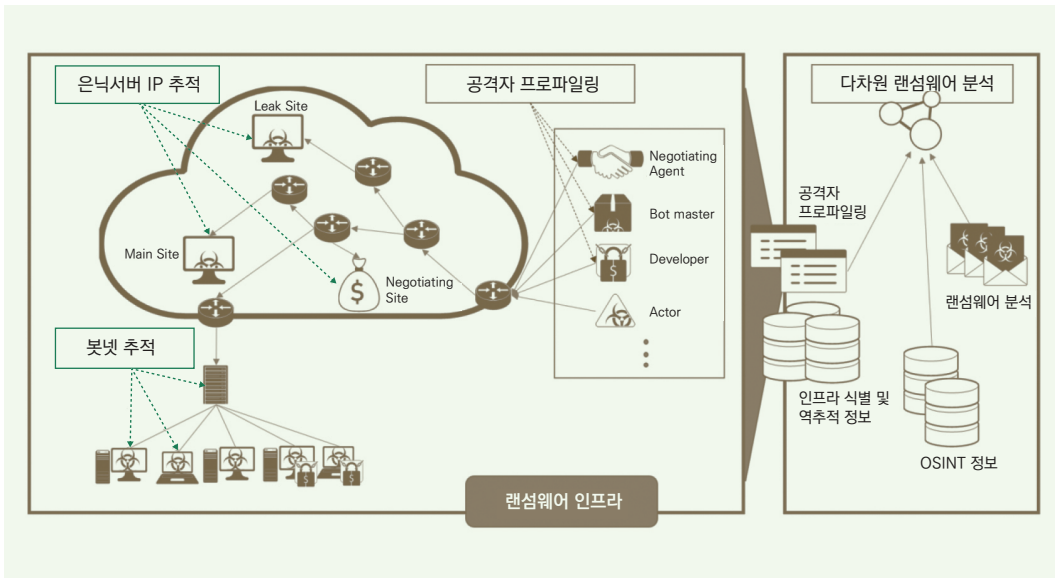 은닉서버 IP 추적
공격자 프로파일링
다차원 랜섬웨어 분석
Leak Site
Main Site
Negotiating
Site
Negotiating
Agent
Bot master
Developer
Actor
봇넷 추적
공격자
프로파일링
랜섬웨어 분석
인프라 식별 및
역추적 정보
OSINT 정보
랜섬웨어 인프라